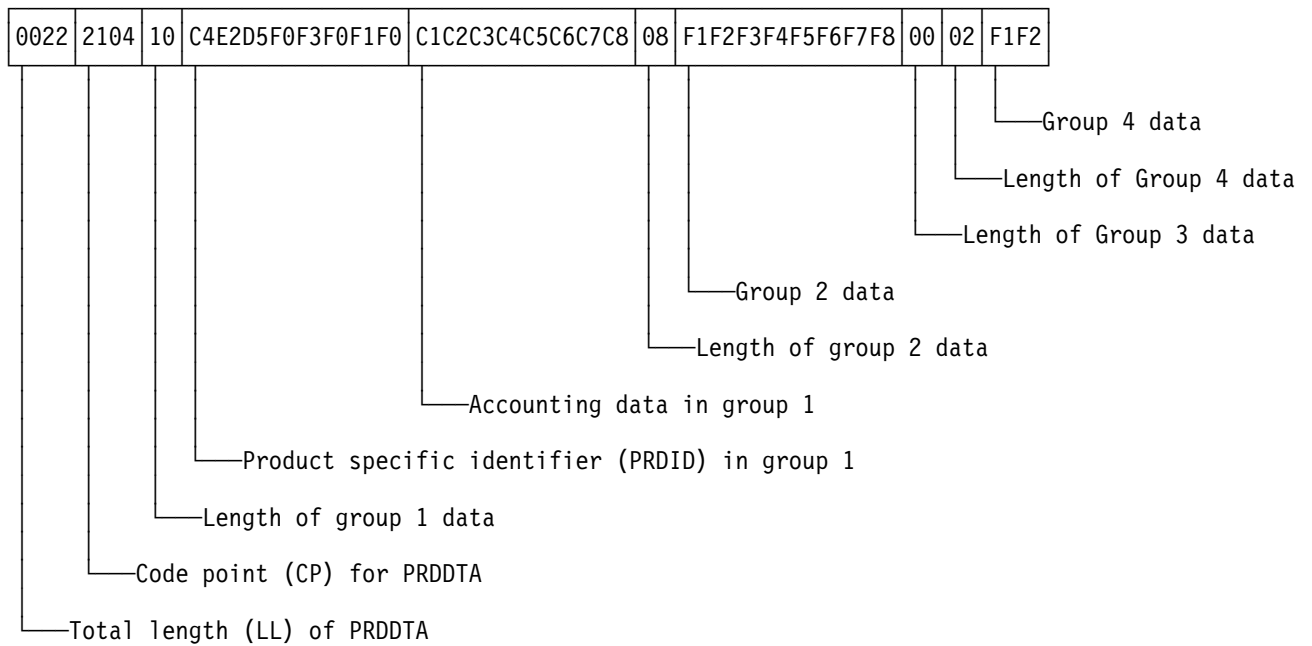 0022 2104 10 C4E2D5F0F3F0F1F0 C1C2C3C4C5C6C7C8 08 F1F2F3F4F5F6F7F8 00 02 F1F2
Group 4 data
Length of Group 4 data
Length of Group 3 data
Group 2 data
Length of group 2 data
Accounting data in group 1
Product specific identifier (PRDID) in group 1
Length of group 1 data
Code point (CP) for PRDDTA
Total length (LL) of PRDDTA